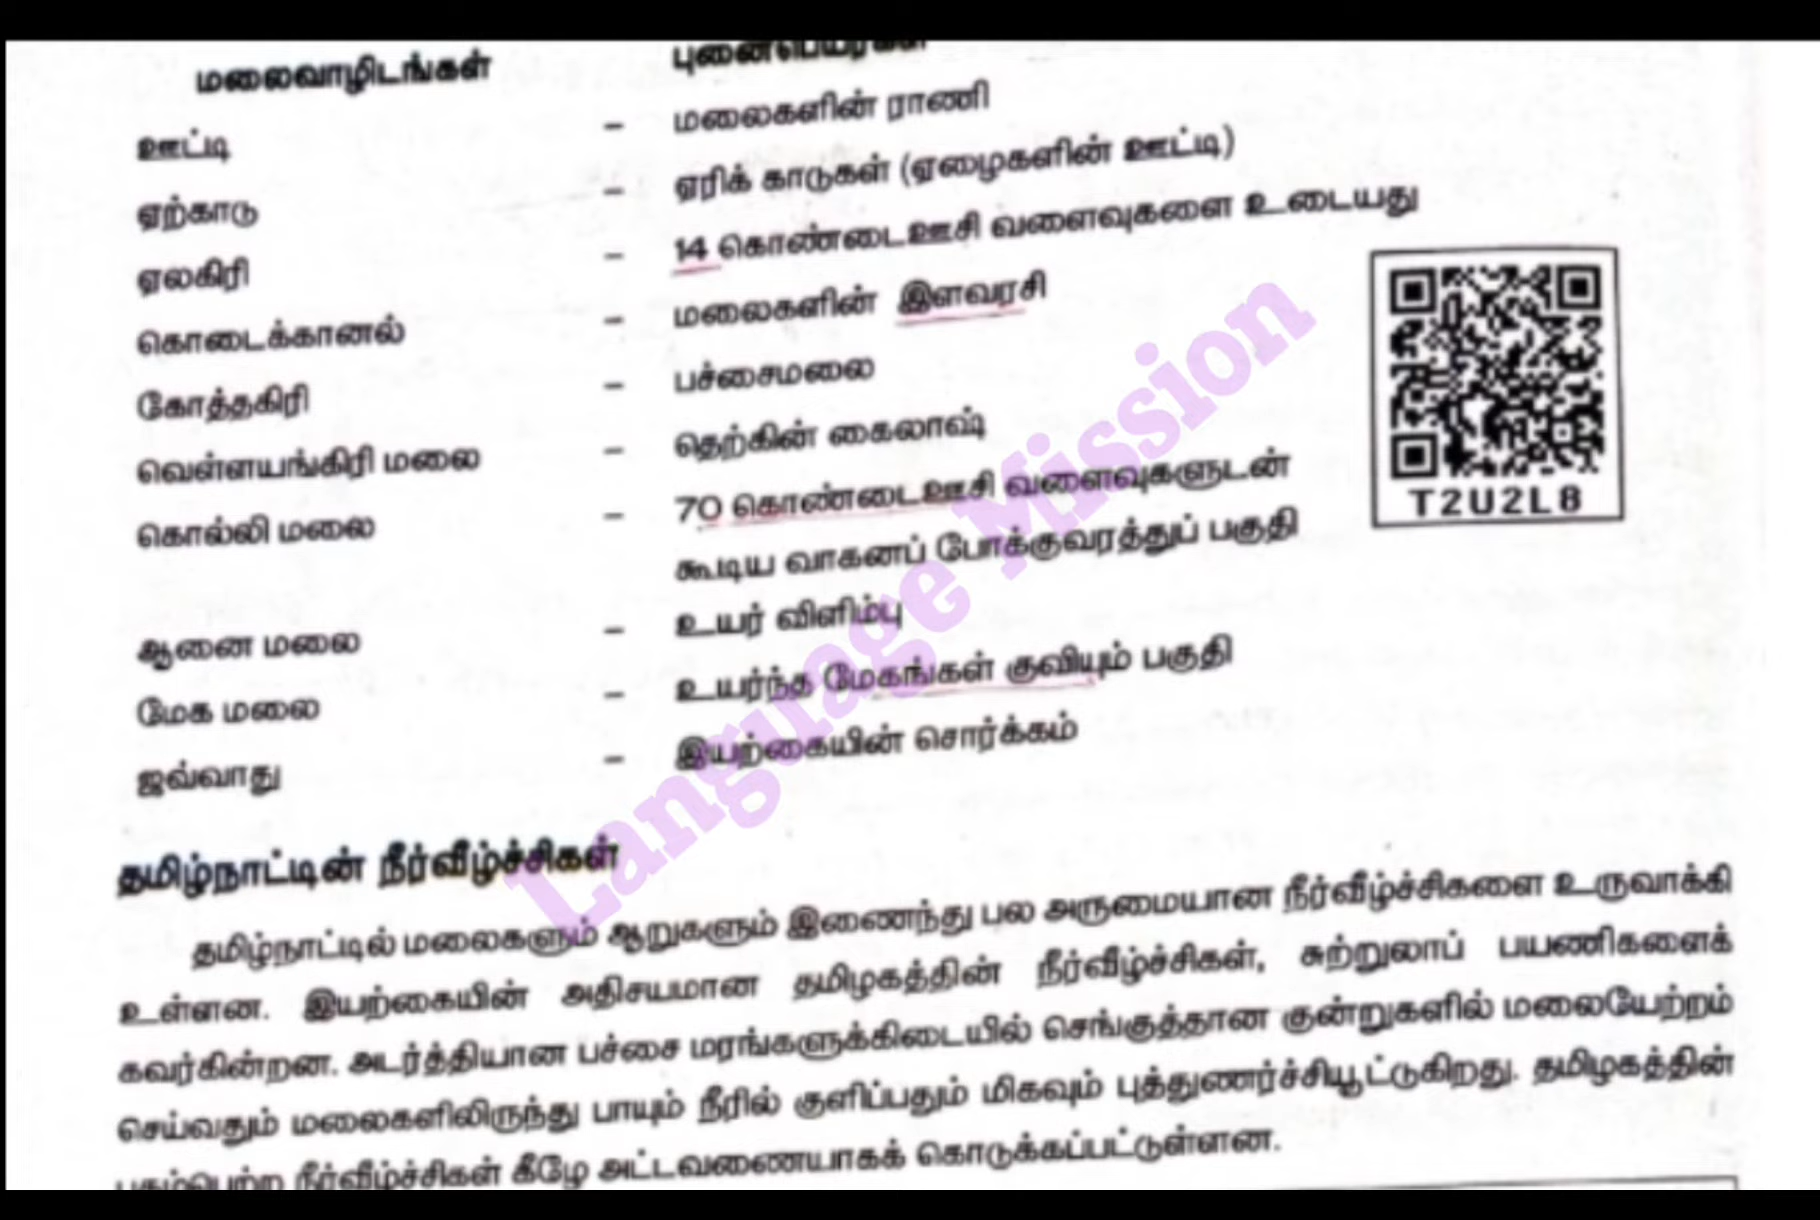 மலைவாழிடங்கள் புனைபெயர்கள்
ஊட்டி – மலைகளின் ராணி
ஏற்காடு – ஏரிக் காடுகள் (ஏழைகளின் ஊட்டி)
ஏலகிரி – 14 கொண்டைஊசி வளைவுகளை உடையது
கொடைக்கானல் – மலைகளின் இளவரசி
கோத்தகிரி – பச்சைமலை
வெள்ளயங்கிரி மலை – தெற்கின் கைலாஷ்
கொல்லி மலை – 70 கொண்டைஊசி வளைவுகளுடன்
கூடிய வாகனப் போக்குவரத்துப் பகுதி
ஆனை மலை – உயர் விளிம்பு
மேக மலை – உயர்ந்த மேகங்கள் குவியும் பகுதி
ஜவ்வாது – இயற்கையின் சொர்க்கம்
T2U2L8
Language Mission
தமிழ்நாட்டின் நீர்வீழ்ச்சிகள்
தமிழ்நாட்டில் மலைகளும் ஆறுகளும் இணைந்து பல அருமையான நீர்வீழ்ச்சிகளை உருவாக்கி
உள்ளன. இயற்கையின் அதிசயமான தமிழகத்தின் நீர்வீழ்ச்சிகள், சுற்றுலாப் பயணிகளைக்
கவர்கின்றன. அடர்த்தியான பச்சை மரங்களுக்கிடையில் செங்குத்தான குன்றுகளில் மலையேற்றம்
செய்வதும் மலைகளிலிருந்து பாயும் நீரில் குளிப்பதும் மிகவும் புத்துணர்ச்சியூட்டுகிறது. தமிழகத்தின்
புகழ்பெற்ற நீர்வீழ்ச்சிகள் கீழே அட்டவணையாகக் கொடுக்கப்பட்டுள்ளன.